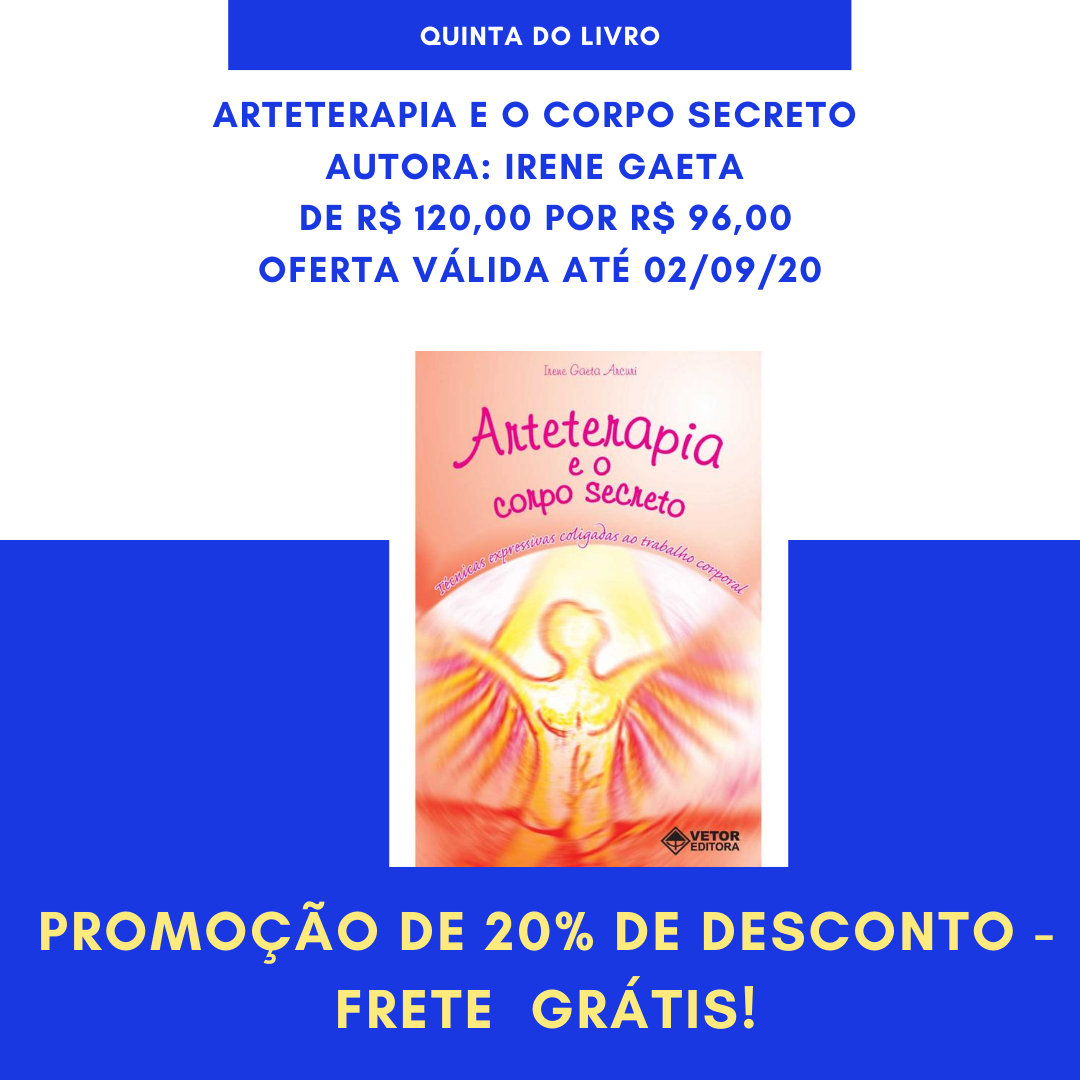 QUINTA DO LIVRO
ARTETERAPIA E O CORPO SECRETO
AUTORA: IRENE GAETA
DE R$ 120,00 POR R$ 96,00
OFERTA VÁLIDA ATÉ 02/09/20
Irene Gaeta Arcuri
Arteterapia
e o
corpo secreto
Técnicas expressivas coligadas ao trabalho corporal
VETOR
EDITORA
PROMOÇÃO DE 20% DE DESCONTO -
FRETE GRÁTIS!